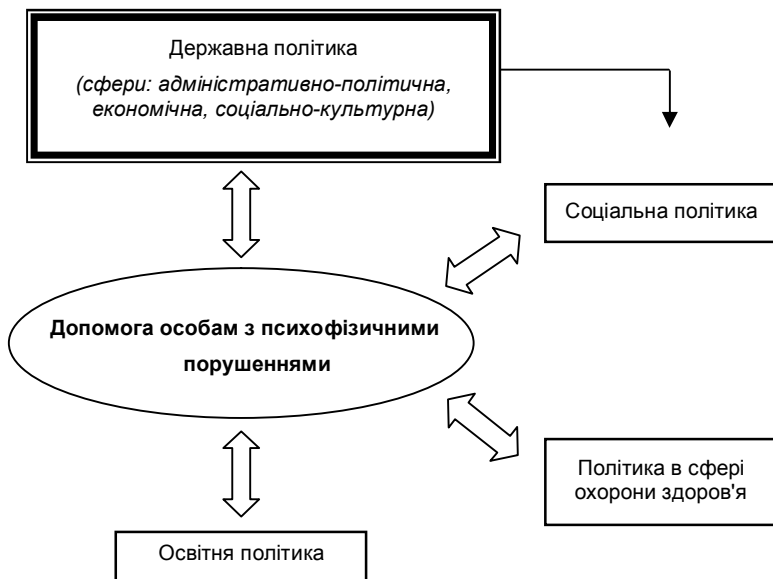 Державна політика
(сфери: адміністративно-політична,
економічна, соціально-культурна)
Соціальна політика
Допомога особам з психофізичними
порушеннями
Політика в сфері
охорони здоров'я
Освітня політика